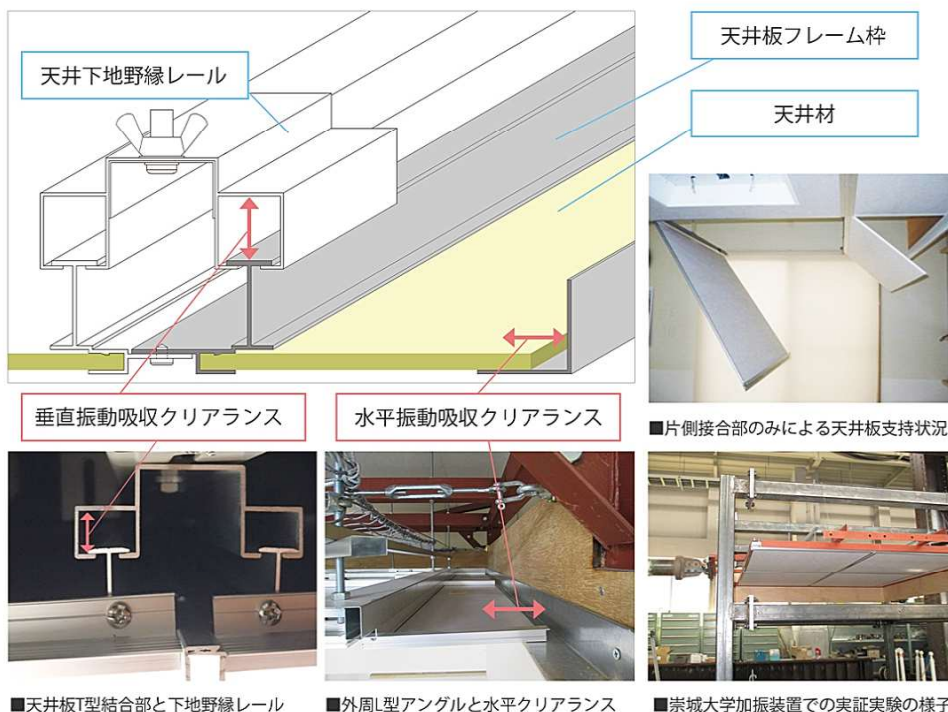 天井下地野縁レール
天井板フレーム枠
天井材
垂直振動吸収クリアランス
水平振動吸収クリアランス
■片側接合部のみによる天井板支持状況
■天井板T型結合部と下地野縁レール
■外周L型アングルと水平クリアランス
■崇城大学加振装置での実証実験の様子